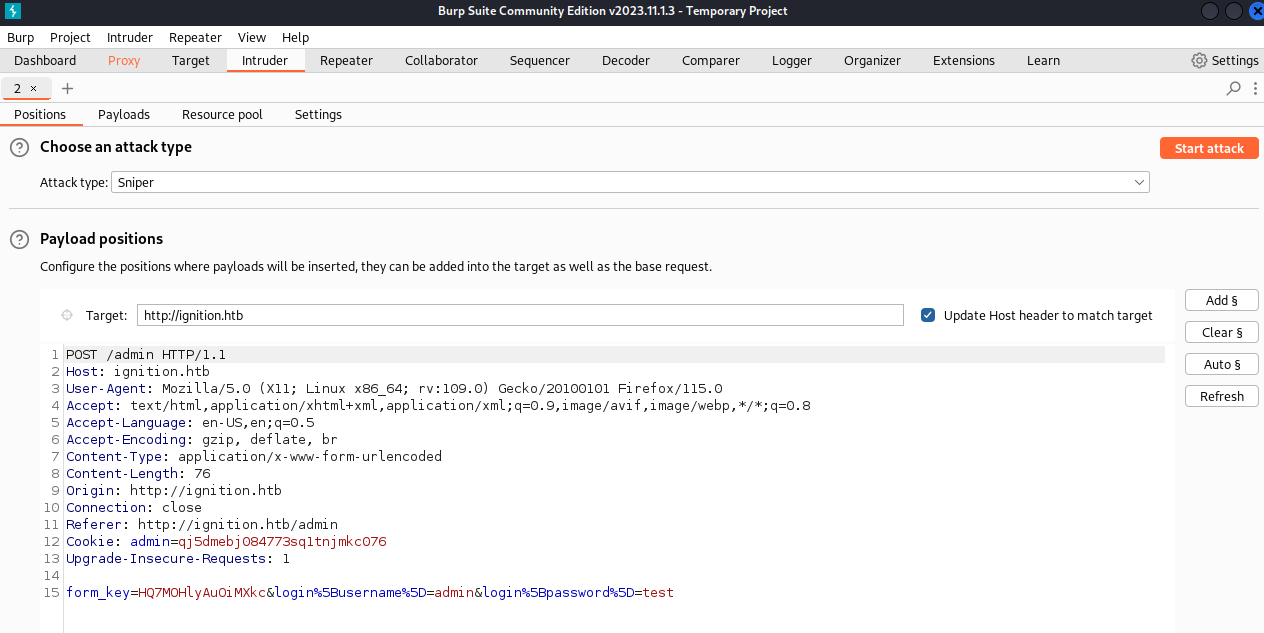 Burp Suite Community Edition v2023.11.1.3 - Temporary Project
Burp Project Intruder Repeater View Help
Dashboard Proxy Target Intruder Repeater Collaborator Sequencer Decoder Comparer Logger Organizer Extensions Learn Settings
2 × +
Positions Payloads Resource pool Settings
? Choose an attack type Start attack
Attack type: Sniper
? Payload positions
Configure the positions where payloads will be inserted, they can be added into the target as well as the base request.
Target: http://ignition.htb Update Host header to match target
Add §
Clear §
Auto §
Refresh
1 POST /admin HTTP/1.1
2 Host: ignition.htb
3 User-Agent: Mozilla/5.0 (X11; Linux x86_64; rv:109.0) Gecko/20100101 Firefox/115.0
4 Accept: text/html,application/xhtml+xml,application/xml;q=0.9,image/avif,image/webp,*/*;q=0.8
5 Accept-Language: en-US,en;q=0.5
6 Accept-Encoding: gzip, deflate, br
7 Content-Type: application/x-www-form-urlencoded
8 Content-Length: 76
9 Origin: http://ignition.htb
10 Connection: close
11 Referer: http://ignition.htb/admin
12 Cookie: admin=qj5dmebj084773sq1tnjmkc076
13 Upgrade-Insecure-Requests: 1
14
15 form_key=HQ7MOHlyAuOiMXkc&login%5Busername%5D=admin&login%5Bpassword%5D=test